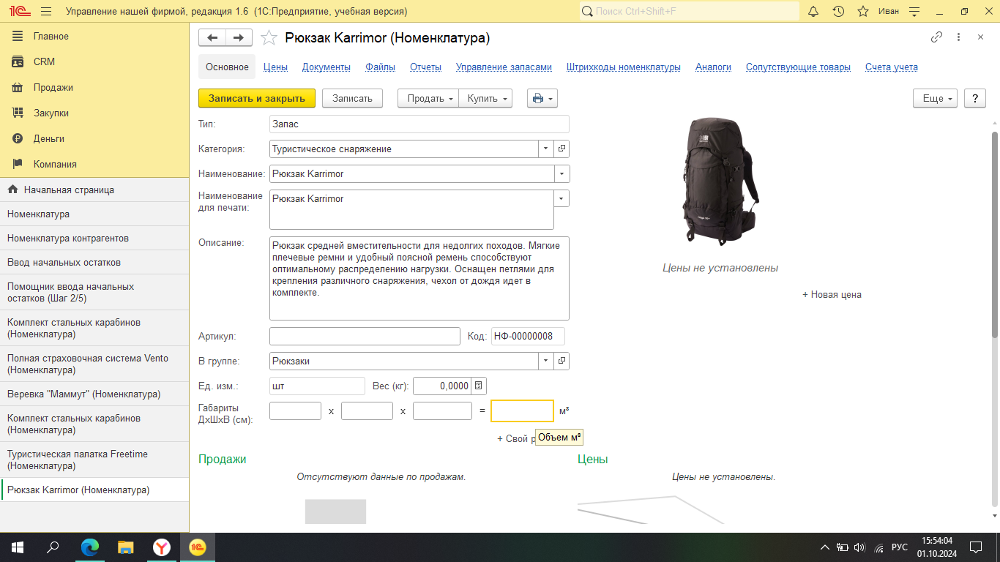 1С Управление нашей фирмой, редакция 1.6 (1С:Предприятие, учебная версия) Поиск Ctrl+Shift+F Иван
Главное
CRM
Продажи
Закупки
Деньги
Компания
Начальная страница
Номенклатура
Номенклатура контрагентов
Ввод начальных остатков
Помощник ввода начальных
остатков (Шаг 2/5)
Комплект стальных карабинов
(Номенклатура)
Полная страховочная система Vento
(Номенклатура)
Веревка "Маммут" (Номенклатура)
Комплект стальных карабинов
(Номенклатура)
Туристическая палатка Freetime
(Номенклатура)
Рюкзак Karrimor (Номенклатура)
Рюкзак Karrimor (Номенклатура)
Основное Цены Документы Файлы Отчеты Управление запасами Штрихкоды номенклатуры Аналоги Сопутствующие товары Счета учета
Записать и закрыть Записать Продать Купить Еще ?
Тип: Запас
Категория: Туристическое снаряжение
Наименование: Рюкзак Karrimor
Наименование
для печати: Рюкзак Karrimor
Описание: Рюкзак средней вместительности для недолгих походов. Мягкие
плечевые ремни и удобный поясной ремень способствуют
оптимальному распределению нагрузки. Оснащен петлями для
крепления различного снаряжения, чехол от дождя идет в
комплекте.
Цены не установлены
+ Новая цена
Артикул: Код: НФ-00000008
В группе: Рюкзаки
Ед. изм.: шт Вес (кг): 0,0000
Габариты
ДхШхВ (см): х х = м³
+ Свой р
Объем м³
Продажи
Отсутствуют данные по продажам.
Цены
Цены не установлены.
РУС
15:54:04
01.10.2024